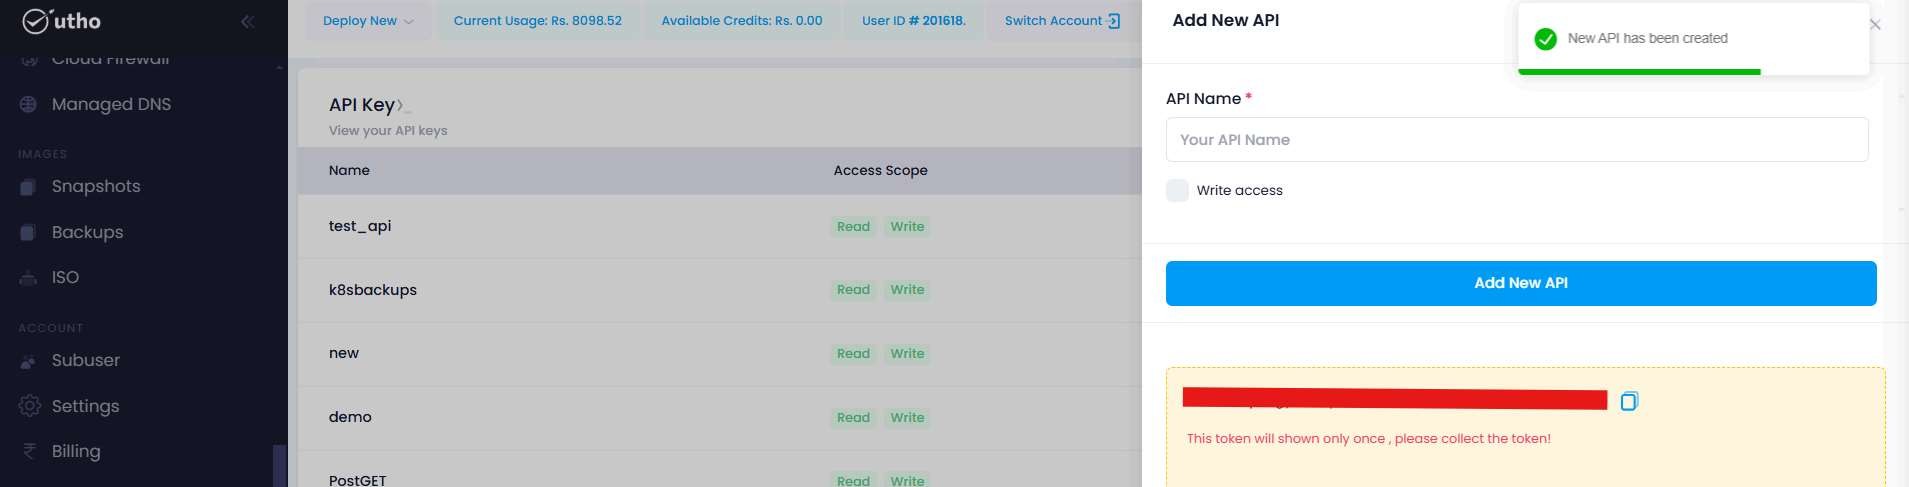 utho
Cloud Firewall
Managed DNS
IMAGES
Snapshots
Backups
ISO
ACCOUNT
Subuser
Settings
Billing
Deploy New
Current Usage: Rs. 8098.52
Available Credits: Rs. 0.00
User ID # 201618.
Switch Account
API Key
View your API keys
Name Access Scope
test_api Read Write
k8sbackups Read Write
new Read Write
demo Read Write
PostGET Read Write
Add New API
New API has been created
API Name *
Your API Name
Write access
Add New API
This token will shown only once , please collect the token!